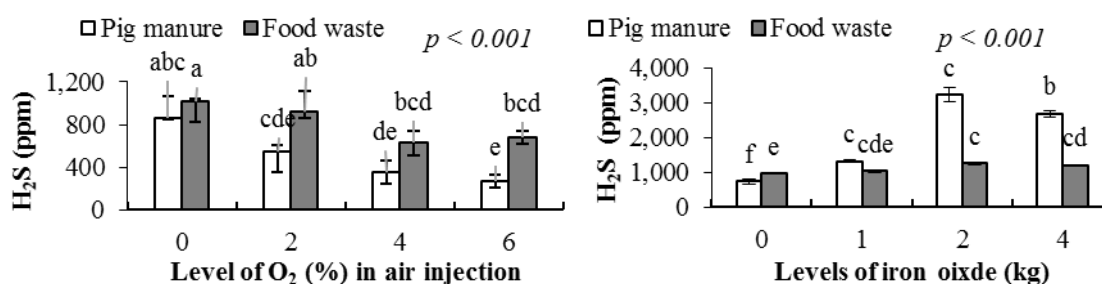 Pig manure Food waste
p < 0.001
abc a ab
cde bcd
de bcd
e
1,200
800
400
0
H₂S (ppm)
0 2 4 6
Level of O₂ (%) in air injection
Pig manure Food waste
p < 0.001
c
b
c cde c cd
f e
4,000
3,000
2,000
1,000
0
H₂S (ppm)
0 1 2 4
Levels of iron oixde (kg)